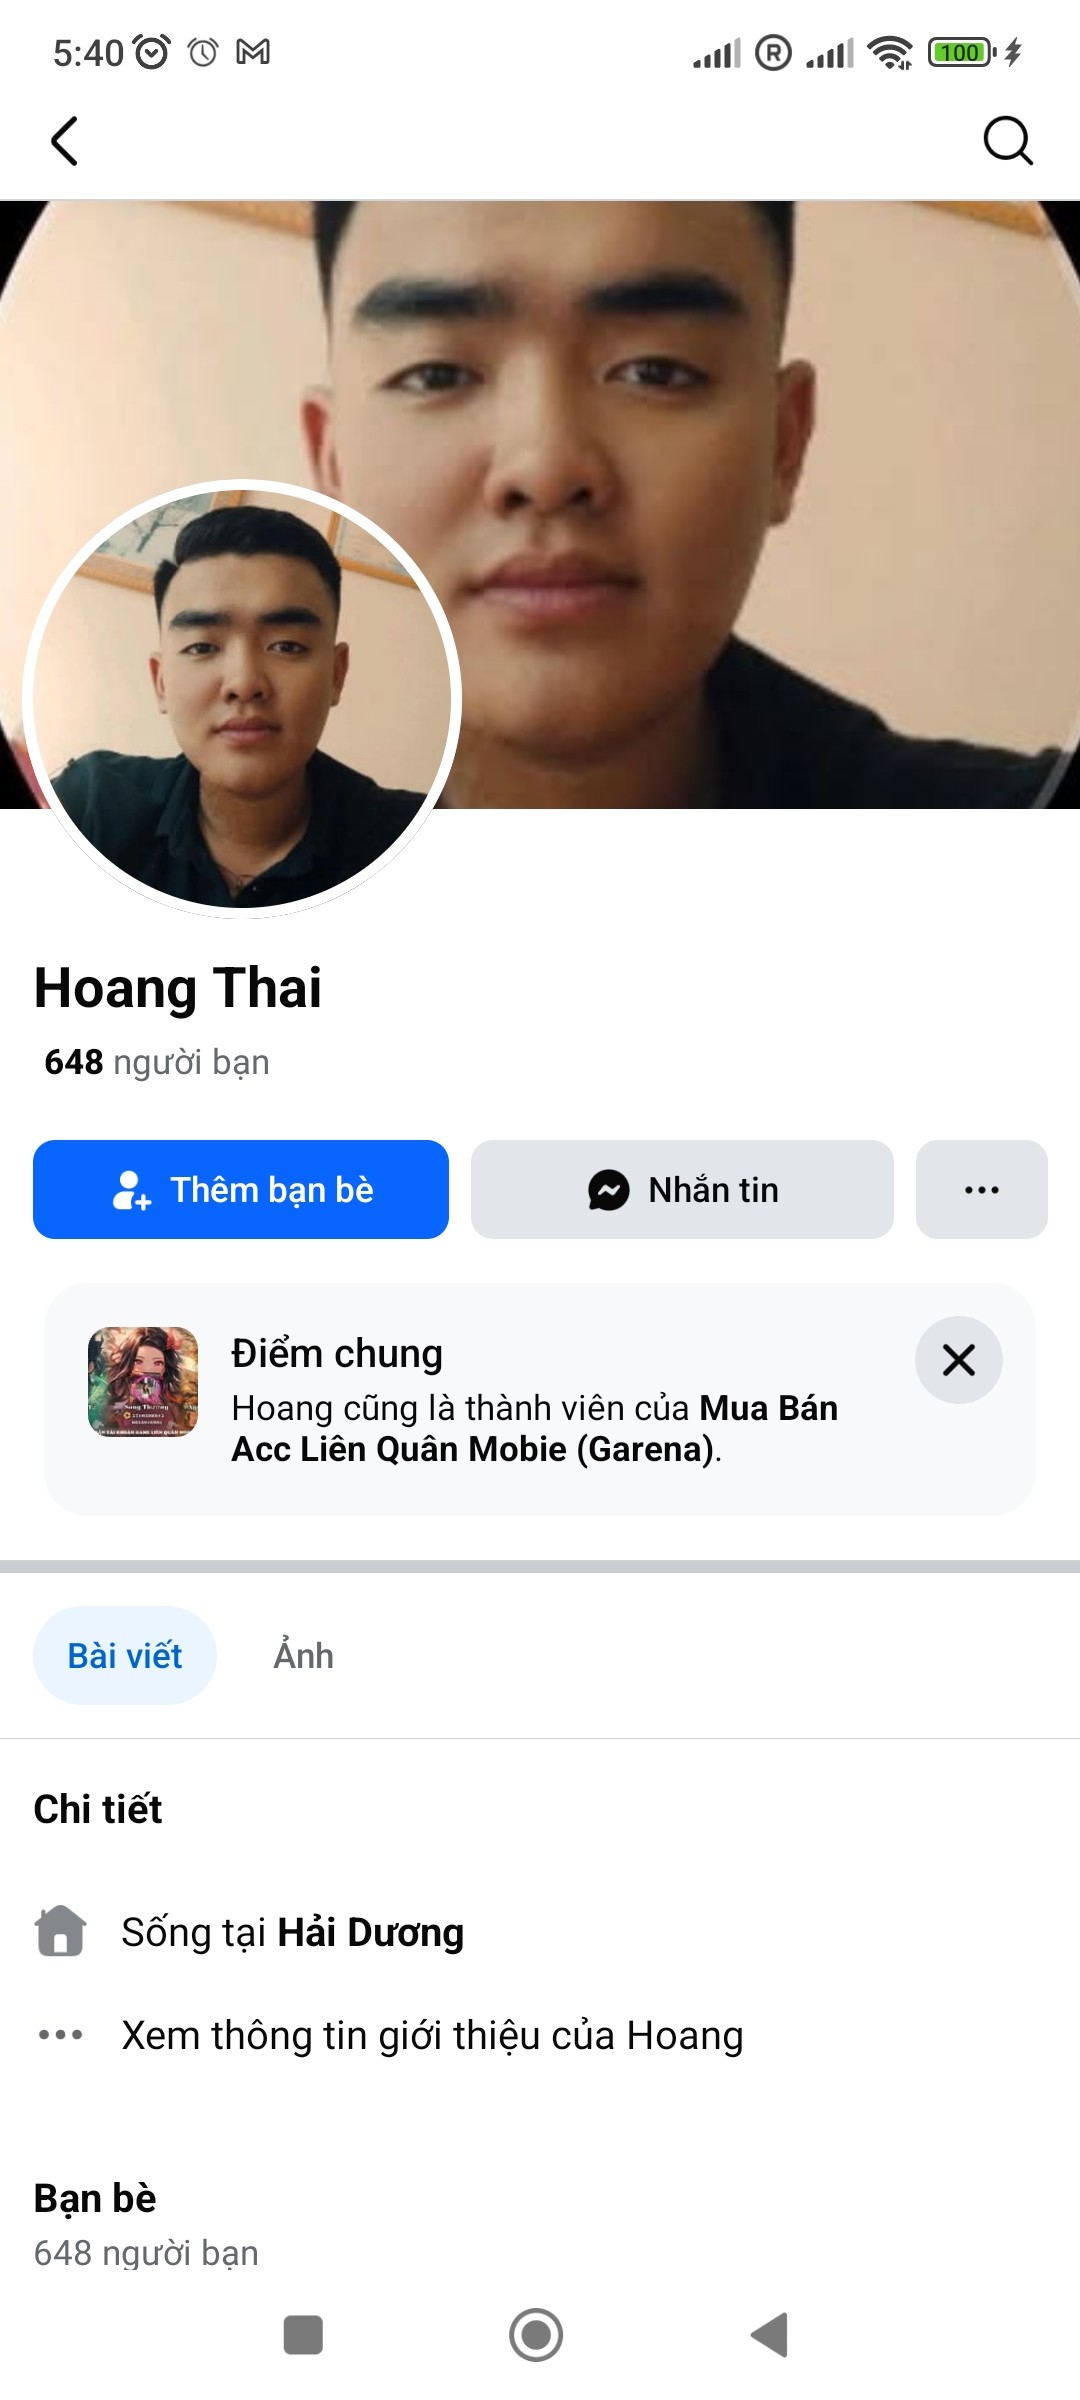 5:40
R
100
Hoang Thai
648 người bạn
Thêm bạn bè
Nhắn tin
Điểm chung
Hoang cũng là thành viên của Mua Bán
Acc Liên Quân Mobie (Garena).
Bài viết
Ảnh
Chi tiết
Sống tại Hải Dương
Xem thông tin giới thiệu của Hoang
Bạn bè
648 người bạn